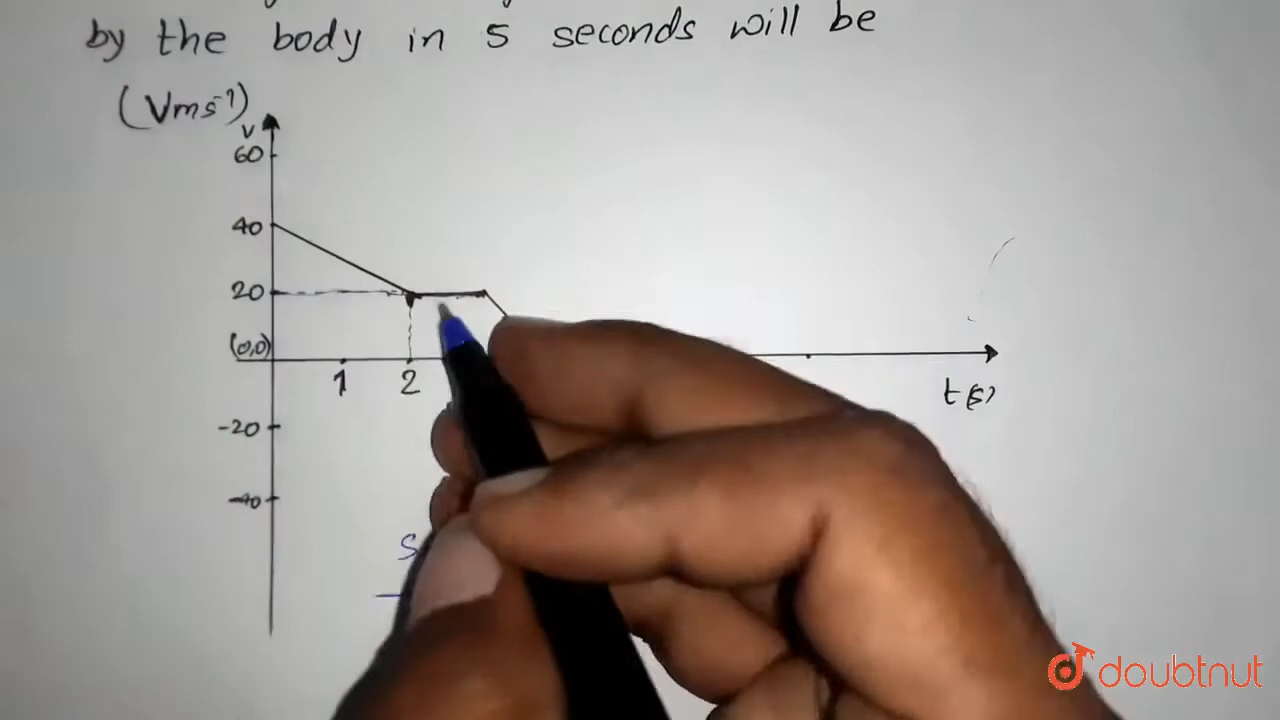 by the body in 5 seconds will be
(Vms⁻¹)
V
60
40
20
(0,0)
1 2
t(s)
-20
-40
S
doubtnut